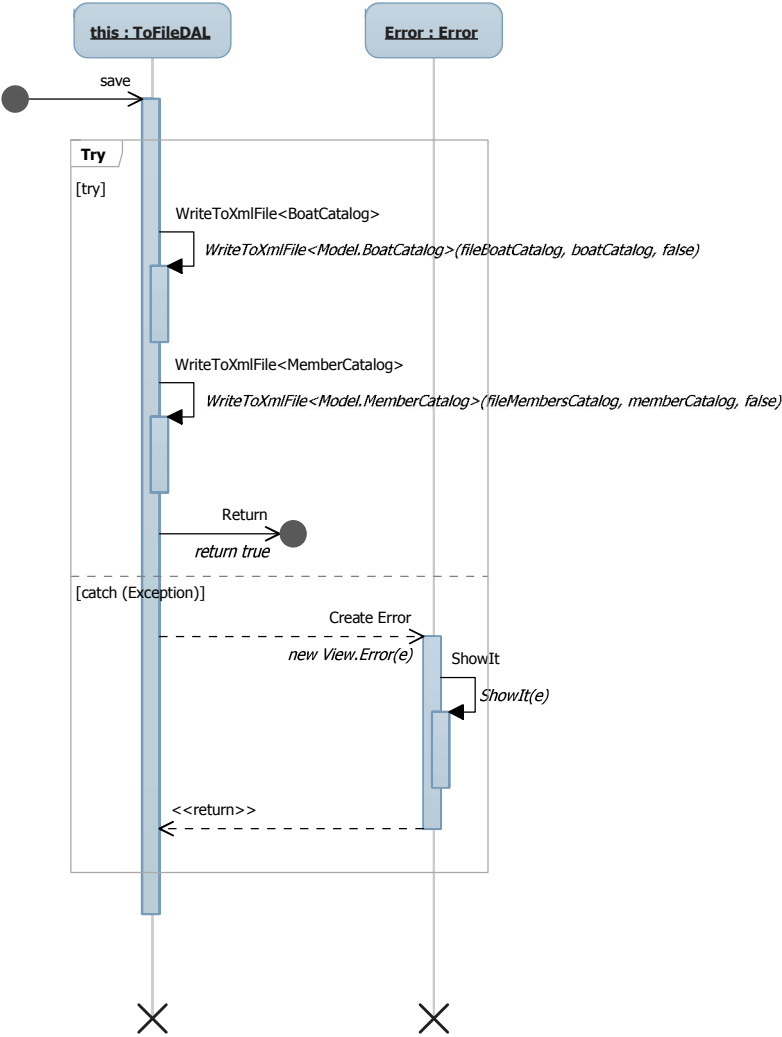 this : ToFileDAL
Error : Error
save
Try
[try]
WriteToXmlFile<BoatCatalog>
WriteToXmlFile<Model.BoatCatalog>(fileBoatCatalog, boatCatalog, false)
WriteToXmlFile<MemberCatalog>
WriteToXmlFile<Model.MemberCatalog>(fileMembersCatalog, memberCatalog, false)
Return
return true
[catch (Exception)]
Create Error
new View.Error(e)
ShowIt
ShowIt(e)
<<return>>